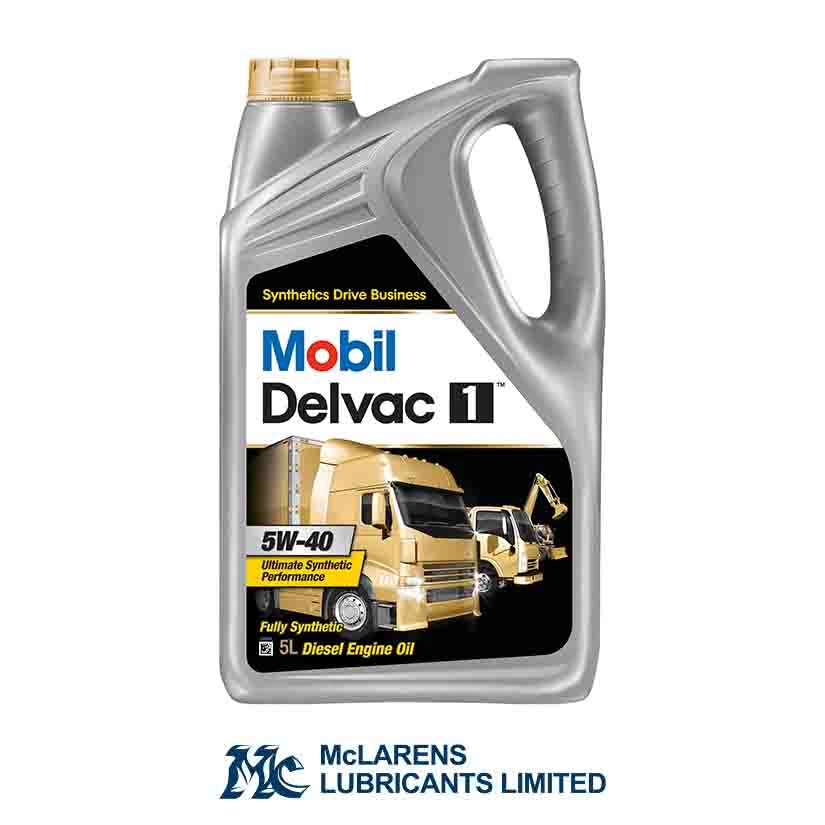 Synthetics Drive Business
Mobil
Delvac 1™
5W-40
Ultimate Synthetic
Performance
Fully Synthetic
5L Diesel Engine Oil
Mc McLARENS
LUBRICANTS LIMITED